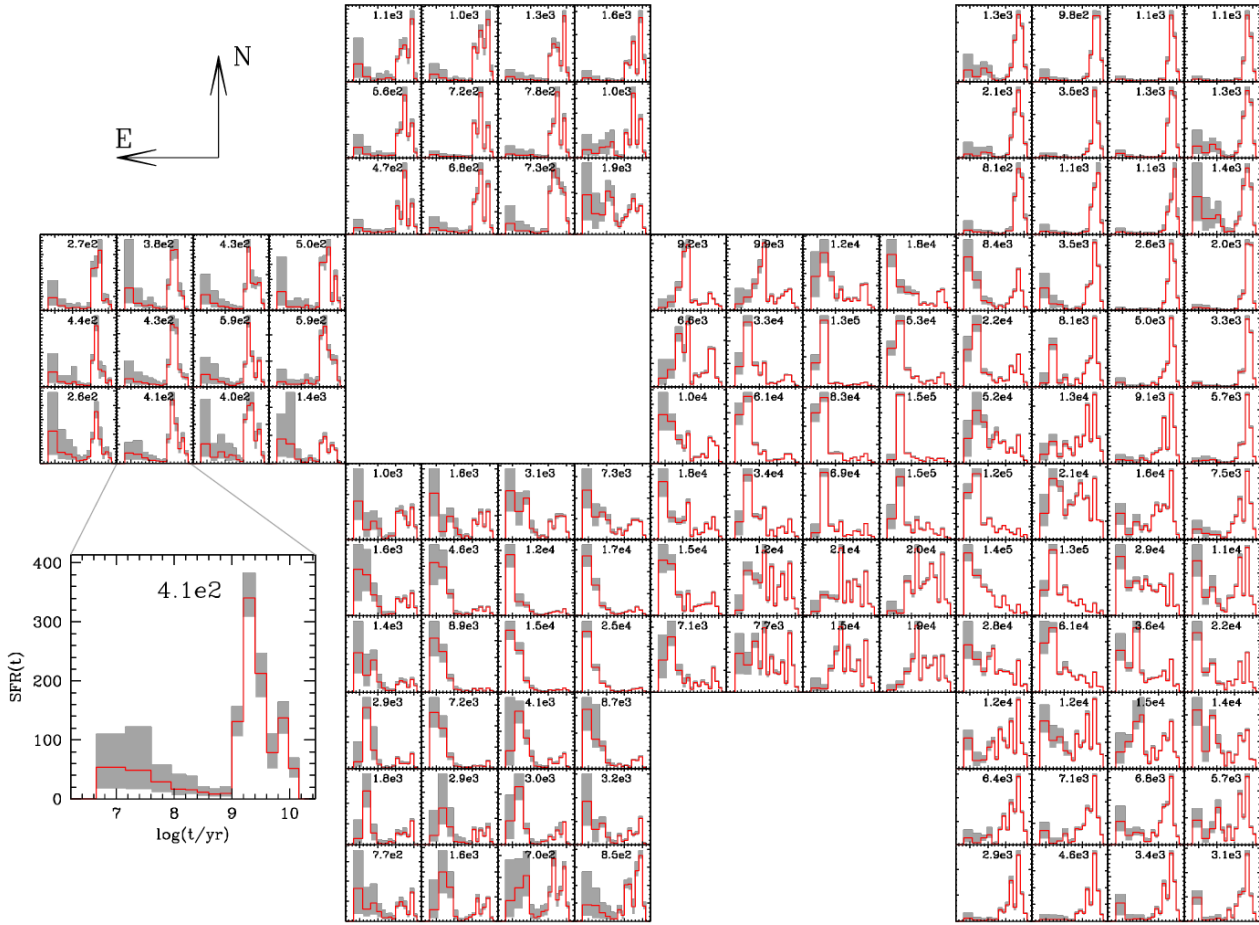 1.1e3 1.0e3 1.3e3 1.6e3 1.3e3 9.8e2 1.1e3 1.1e3
N
6.6e2 7.2e2 7.8e2 1.0e3 2.1e3 3.5e3 1.3e3 1.3e3
E
4.7e2 6.8e2 7.3e2 1.9e3 8.1e2 1.1e3 1.1e3 1.4e3
2.7e2 3.8e2 4.3e2 5.0e2 9.2e3 9.9e3 1.2e4 1.8e4 8.4e3 3.5e3 2.6e3 2.0e3
4.4e2 4.3e2 5.9e2 5.9e2 6.6e3 3.3e4 1.3e5 5.3e4 2.2e4 8.1e3 5.0e3 3.3e3
2.6e2 4.1e2 4.0e2 1.4e3 1.0e4 6.1e4 8.3e4 1.5e5 5.2e4 1.3e4 9.1e3 5.7e3
1.0e3 1.6e3 3.1e3 7.3e3 1.8e4 3.4e4 6.9e4 1.5e5 1.2e5 2.1e4 1.6e4 7.5e3
1.6e3 4.6e3 1.2e4 1.7e4 1.5e4 1.2e4 2.1e4 2.0e4 1.4e5 1.3e5 2.9e4 1.1e4
400
4.1e2
300
1.4e3 8.9e3 1.5e4 2.5e4 7.1e3 7.7e3 1.5e4 1.9e4 2.8e4 6.1e4 3.6e4 2.2e4
200
SFR(t)
2.9e3 7.2e3 4.1e3 8.7e3 1.2e4 1.2e4 1.5e4 1.4e4
100
1.8e3 2.9e3 3.0e3 3.2e3 6.4e3 7.1e3 6.6e3 5.7e3
0
7 8 9 10
log(t/yr)
7.7e2 1.6e3 7.0e2 8.5e2 2.9e3 4.6e3 3.4e3 3.1e3